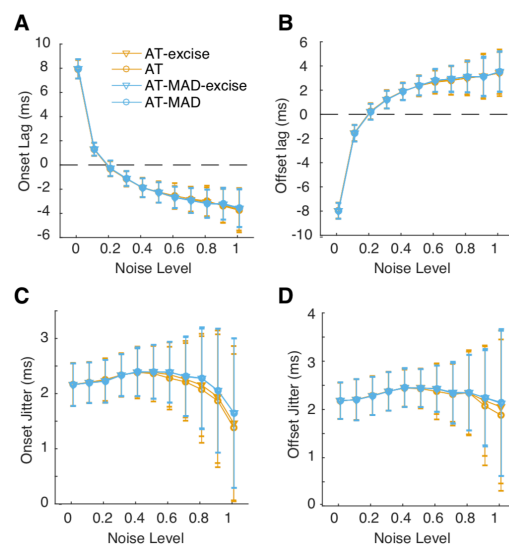 A
8
6
4
2
0
-2
-4
-6
Onset Lag (ms)
AT-excise
AT
AT-MAD-excise
AT-MAD
0 0.2 0.4 0.6 0.8 1
Noise Level
B
6
4
2
0
-2
-4
-6
-8
-10
Offset lag (ms)
0 0.2 0.4 0.6 0.8 1
Noise Level
C
3
2
1
0
Onset Jitter (ms)
0 0.2 0.4 0.6 0.8 1
Noise Level
D
4
3
2
1
0
Offset Jitter (ms)
0 0.2 0.4 0.6 0.8 1
Noise Level